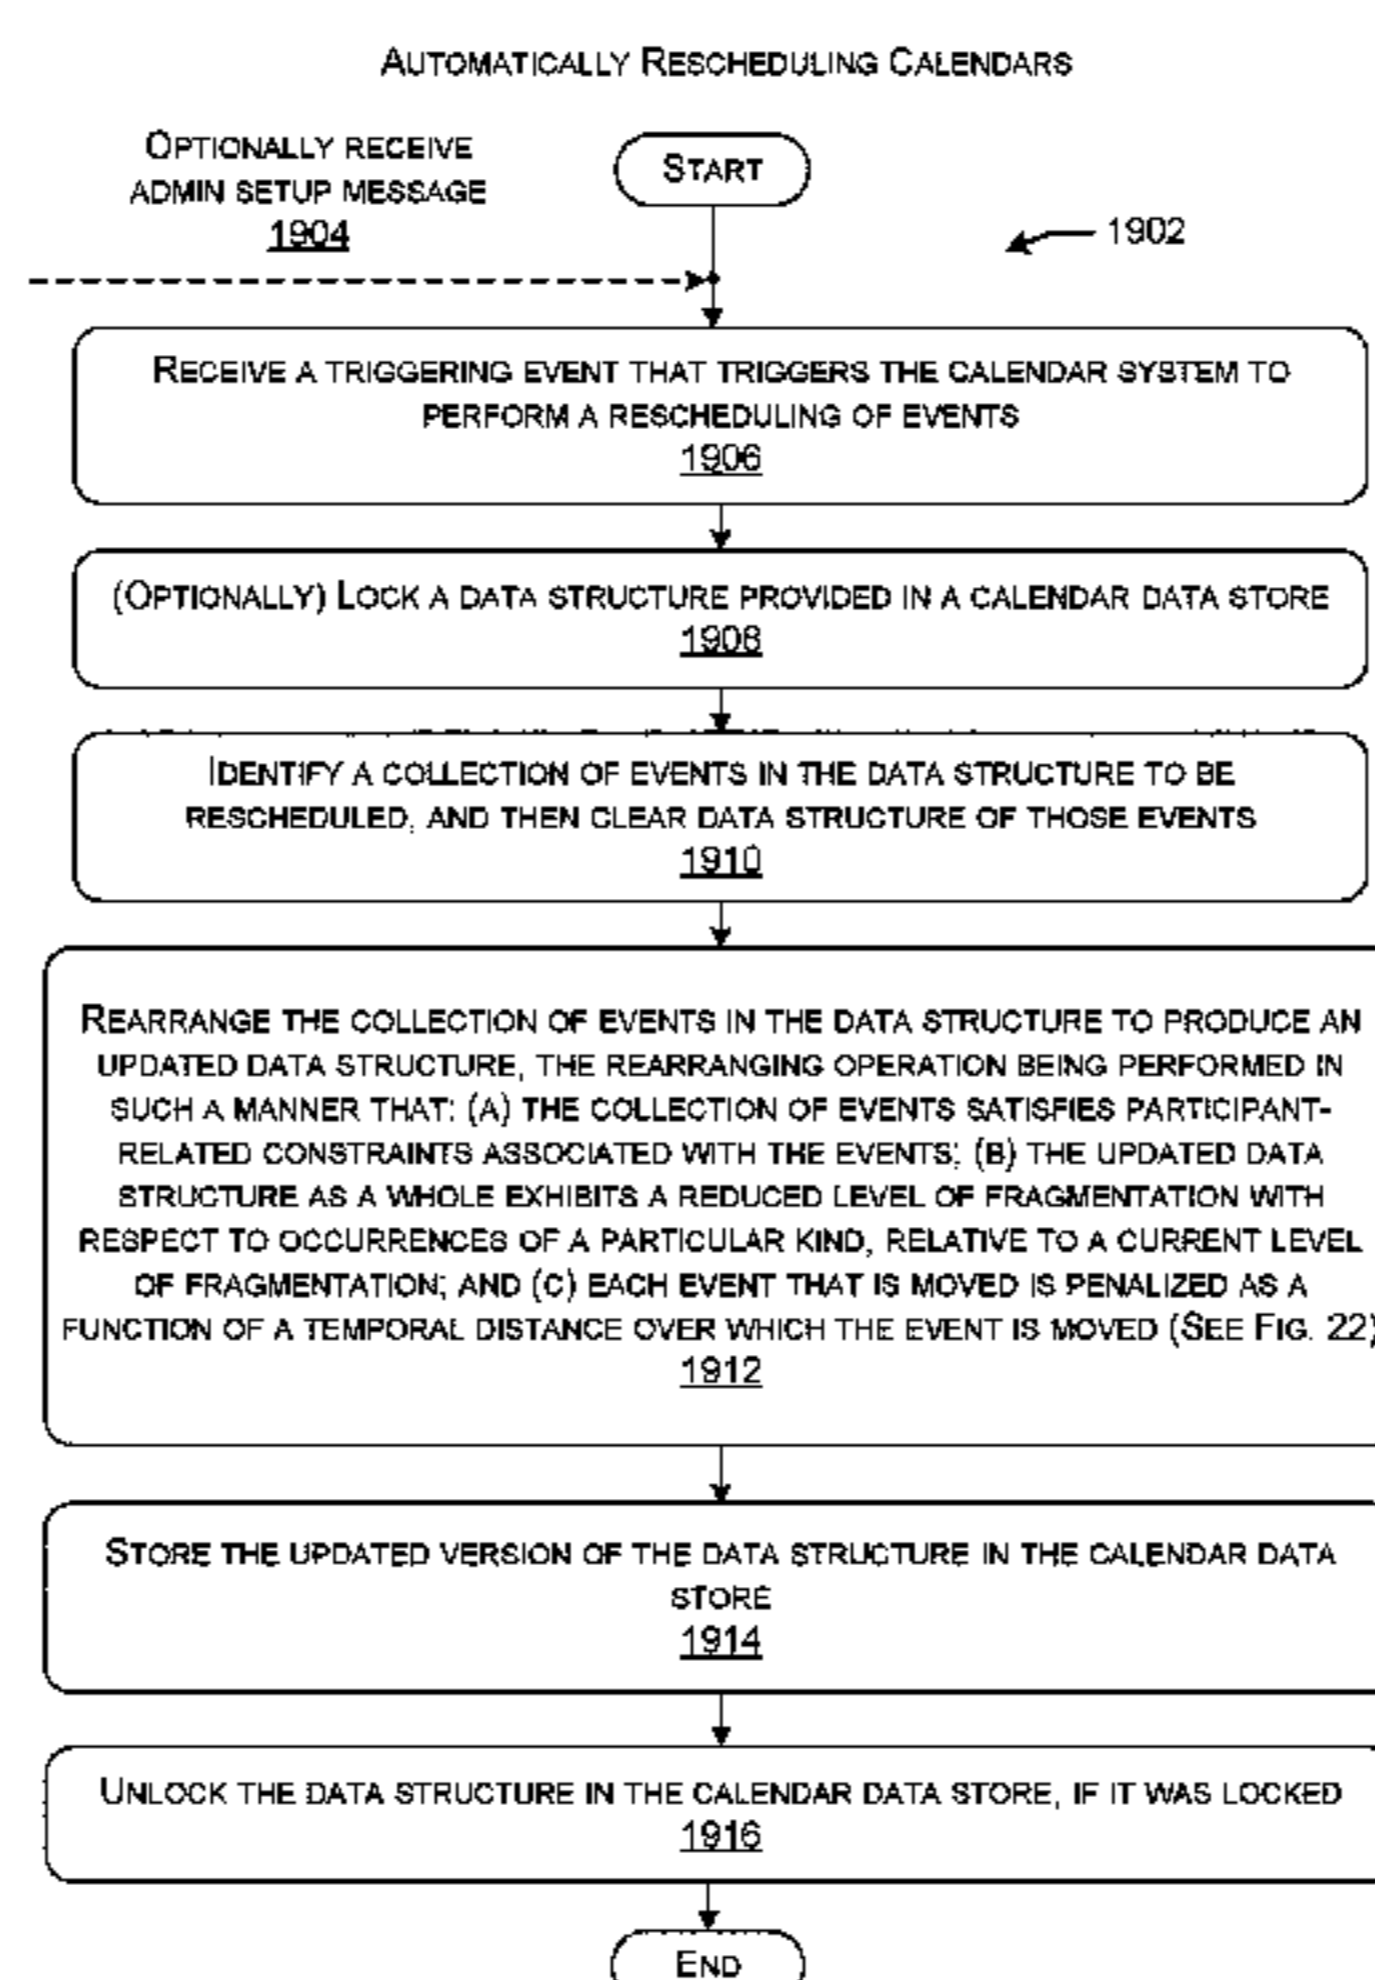 AUTOMATICALLY RESCHEDULING CALENDARS
OPTIONALLY RECEIVE
ADMIN SETUP MESSAGE
1904
START
1902
RECEIVE A TRIGGERING EVENT THAT TRIGGERS THE CALENDAR SYSTEM TO
PERFORM A RESCHEDULING OF EVENTS
1906
(OPTIONALLY) LOCK A DATA STRUCTURE PROVIDED IN A CALENDAR DATA STORE
1908
IDENTIFY A COLLECTION OF EVENTS IN THE DATA STRUCTURE TO BE
RESCHEDULED, AND THEN CLEAR DATA STRUCTURE OF THOSE EVENTS
1910
REARRANGE THE COLLECTION OF EVENTS IN THE DATA STRUCTURE TO PRODUCE AN
UPDATED DATA STRUCTURE, THE REARRANGING OPERATION BEING PERFORMED IN
SUCH A MANNER THAT: (A) THE COLLECTION OF EVENTS SATISFIES PARTICIPANT-
RELATED CONSTRAINTS ASSOCIATED WITH THE EVENTS; (B) THE UPDATED DATA
STRUCTURE AS A WHOLE EXHIBITS A REDUCED LEVEL OF FRAGMENTATION WITH
RESPECT TO OCCURRENCES OF A PARTICULAR KIND, RELATIVE TO A CURRENT LEVEL
OF FRAGMENTATION; AND (C) EACH EVENT THAT IS MOVED IS PENALIZED AS A
FUNCTION OF A TEMPORAL DISTANCE OVER WHICH THE EVENT IS MOVED (SEE FIG. 22)
1912
STORE THE UPDATED VERSION OF THE DATA STRUCTURE IN THE CALENDAR DATA
STORE
1914
UNLOCK THE DATA STRUCTURE IN THE CALENDAR DATA STORE, IF IT WAS LOCKED
1916
END